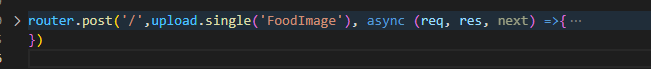 router.post('/',upload.single('FoodImage'), async (req, res, next) =>{ ···
})